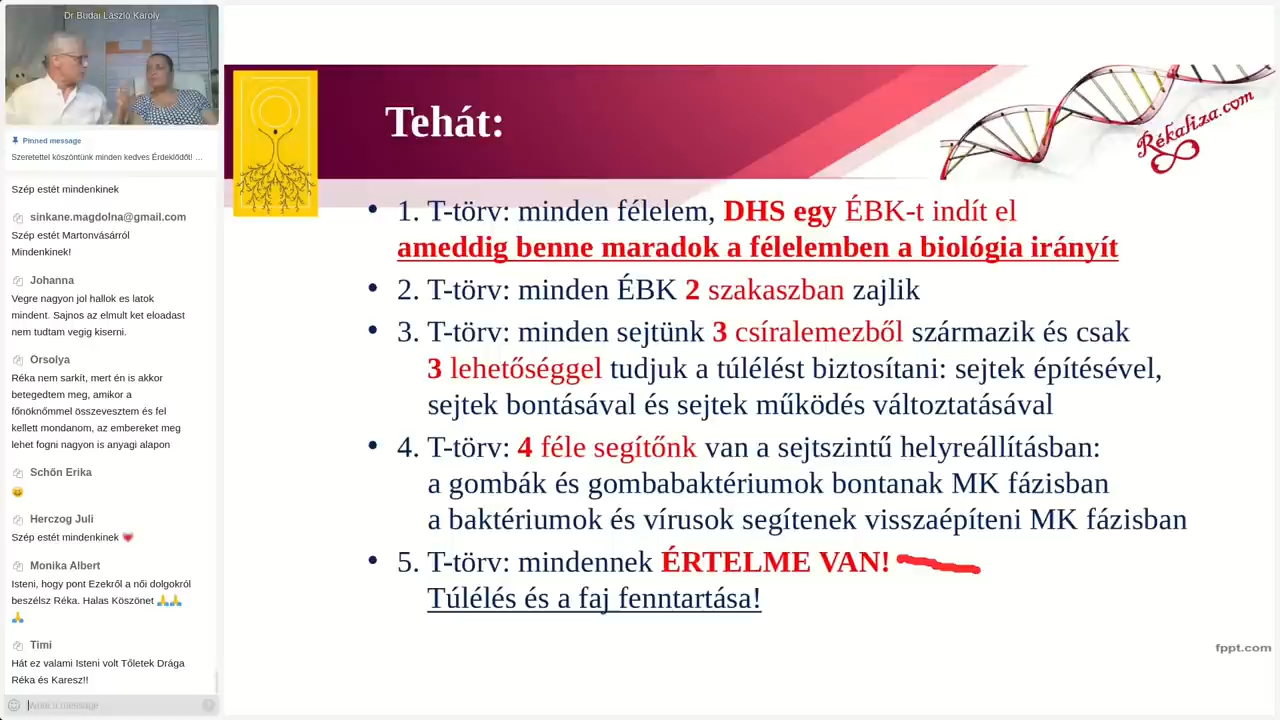 Dr Budai László Károly
Pinned message
Szeretettel köszöntünk minden kedves Érdeklődőt! ...
Szép estét mindenkinek
sinkane.magdolna@gmail.com
Szép estét Martonvásárról
Mindenkinek!
Johanna
Vegre nagyon jol hallok es latok
mindent. Sajnos az elmult ket eloadast
nem tudtam vegig kiserni.
Orsolya
Réka nem sarkít, mert én is akkor
betegedtem meg, amikor a
főnöknőmmel összevesztem és fel
kellett mondanom, az embereket meg
lehet fogni nagyon is anyagi alapon
Schön Erika
😄
Herczog Juli
Szép estét mindenkinek 💗
Monika Albert
Isteni, hogy pont Ezekről a női dolgokról
beszélsz Réka. Halas Köszönet 🙏🙏
🙏
Timi
Hát ez valami Isteni volt Tőletek Drága
Réka és Karesz!!
Write a message
Tehát:
Rékaliza.com
• 1. T-törv: minden félelem, DHS egy ÉBK-t indít el
ameddig benne maradok a félelemben a biológia irányít
• 2. T-törv: minden ÉBK 2 szakaszban zajlik
• 3. T-törv: minden sejtünk 3 csíralemezből származik és csak
3 lehetőséggel tudjuk a túlélést biztosítani: sejtek építésével,
sejtek bontásával és sejtek működés változtatásával
• 4. T-törv: 4 féle segítőnk van a sejtszintű helyreállításban:
a gombák és gombabaktériumok bontanak MK fázisban
a baktériumok és vírusok segítenek visszaépíteni MK fázisban
• 5. T-törv: mindennek ÉRTELME VAN!
Túlélés és a faj fenntartása!
fppt.com